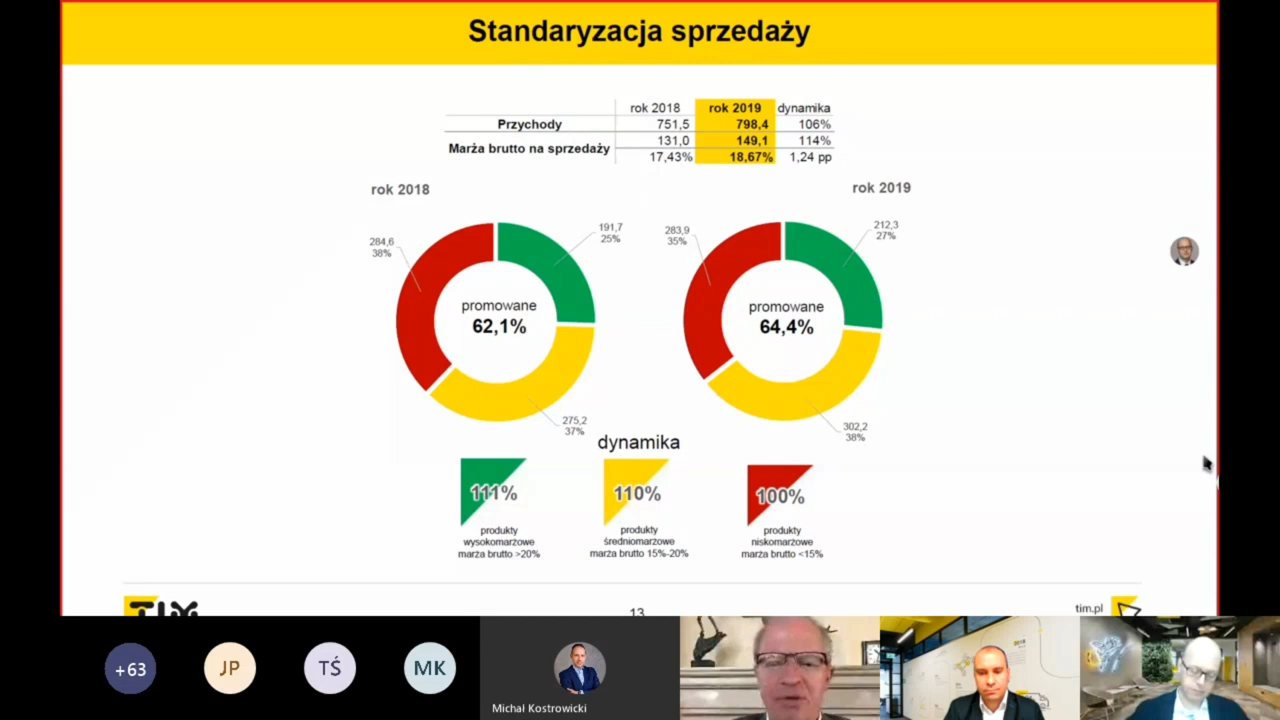 Standaryzacja sprzedaży
rok 2018 rok 2019 dynamika
Przychody 751,5 798,4 106%
Marża brutto na sprzedaży 131,0 149,1 114%
17,43% 18,67% 1,24 pp
rok 2018
rok 2019
284,6
38%
191,7
25%
promowane
62,1%
275,2
37%
283,9
35%
212,3
27%
promowane
64,4%
302,2
38%
dynamika
111%
produkty
wysokomarżowe
marża brutto >20%
110%
produkty
średniomarżowe
marża brutto 15%-20%
100%
produkty
niskomarżowe
marża brutto <15%
TIM
13
tim.pl
+63
JP
TŚ
MK
Michał Kostrowicki